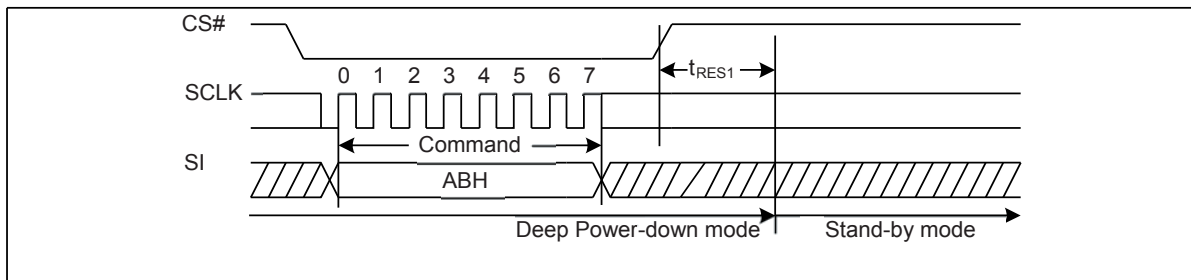 CS#
tRES1
0 1 2 3 4 5 6 7
SCLK
Command
SI
ABH
Deep Power-down mode Stand-by mode